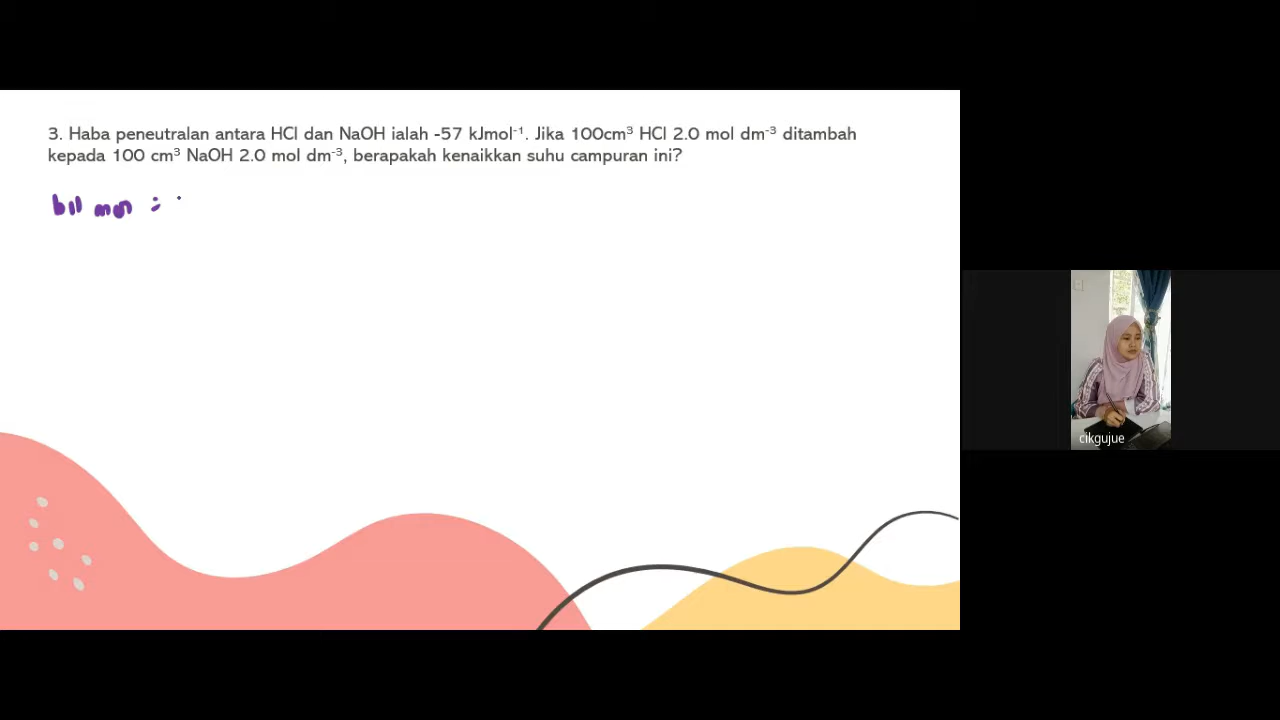 3. Haba peneutralan antara HCl dan NaOH ialah -57 kJmol⁻¹. Jika 100cm³ HCl 2.0 mol dm⁻³ ditambah
kepada 100 cm³ NaOH 2.0 mol dm⁻³, berapakah kenaikkan suhu campuran ini?
bil mol =
cikgujue